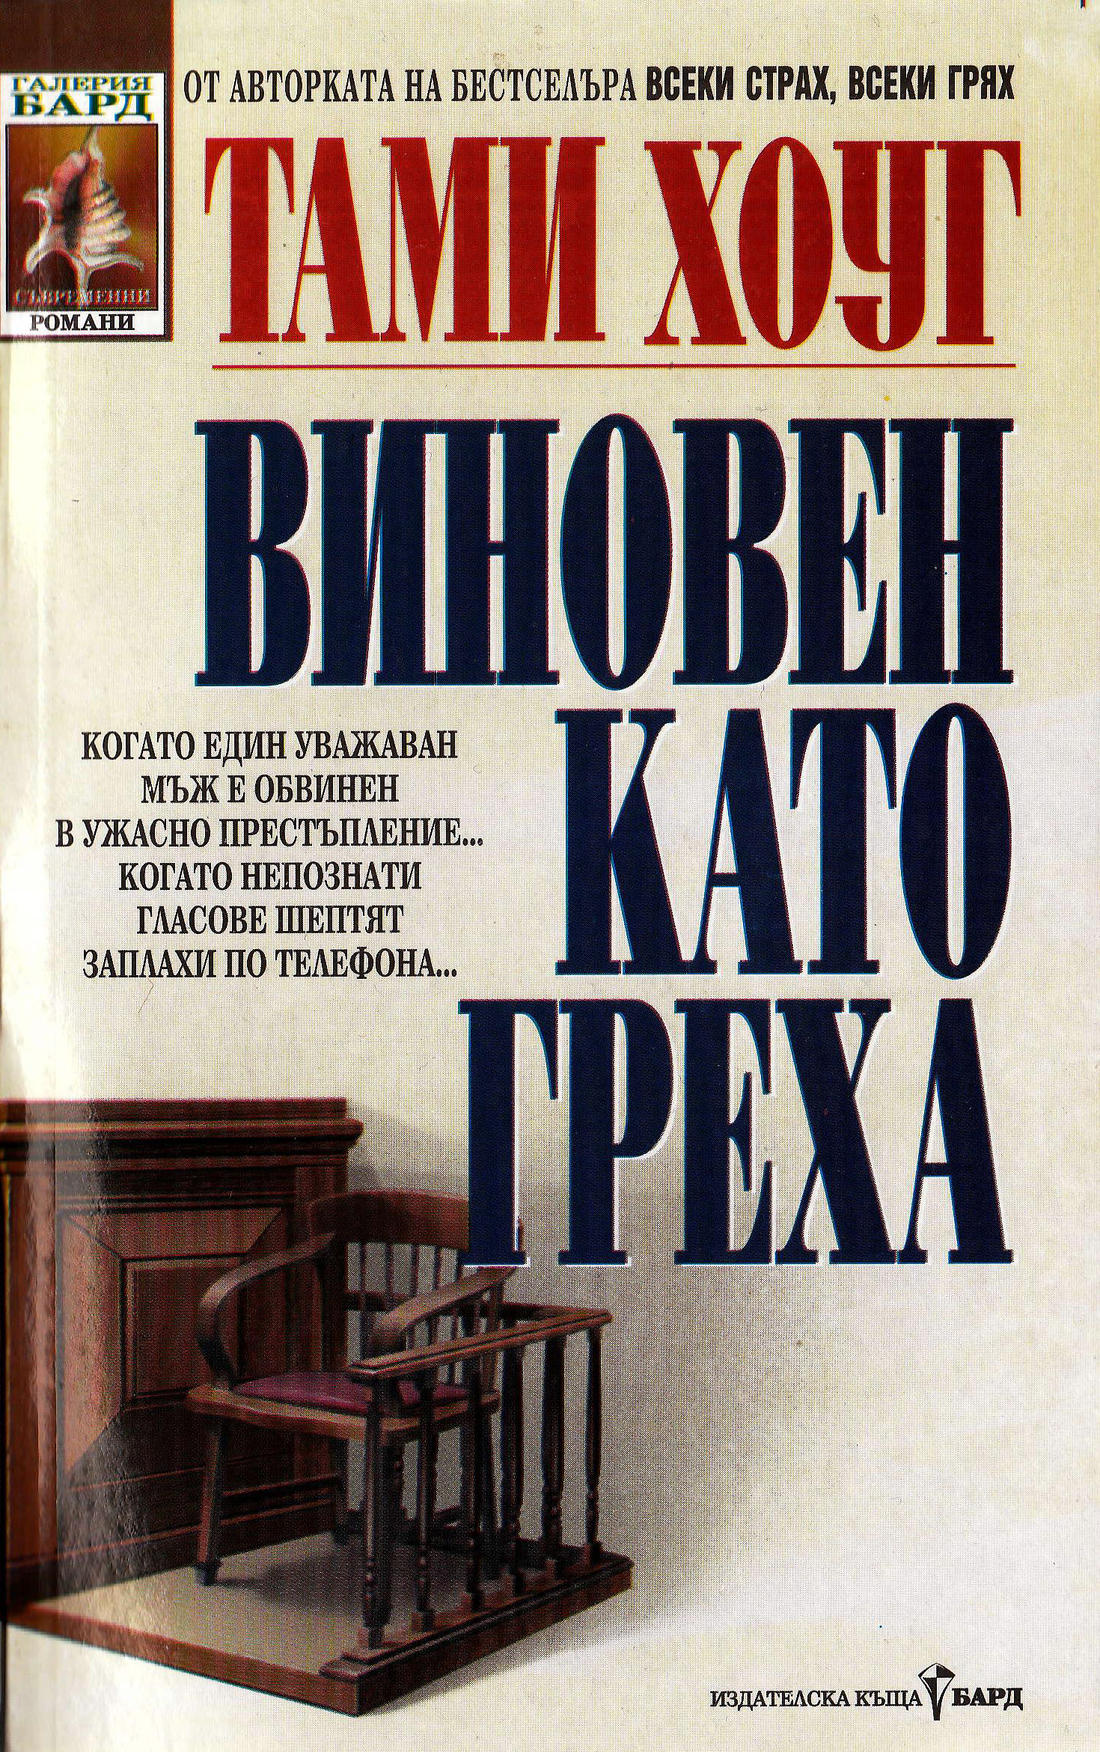 ГАЛЕРИЯ
БАРД
СЪВРЕМЕННИ
РОМАНИ
ОТ АВТОРКАТА НА БЕСТСЕЛЪРА ВСЕКИ СТРАХ, ВСЕКИ ГРЯХ
ТАМИ ХОУГ
ВИНОВЕН
КАТО
ГРЕХА
КОГАТО ЕДИН УВАЖАВАН
МЪЖ Е ОБВИНЕН
В УЖАСНО ПРЕСТЪПЛЕНИЕ...
КОГАТО НЕПОЗНАТИ
ГЛАСОВЕ ШЕПТЯТ
ЗАПЛАХИ ПО ТЕЛЕФОНА...
ИЗДАТЕЛСКА КЪЩА БАРД